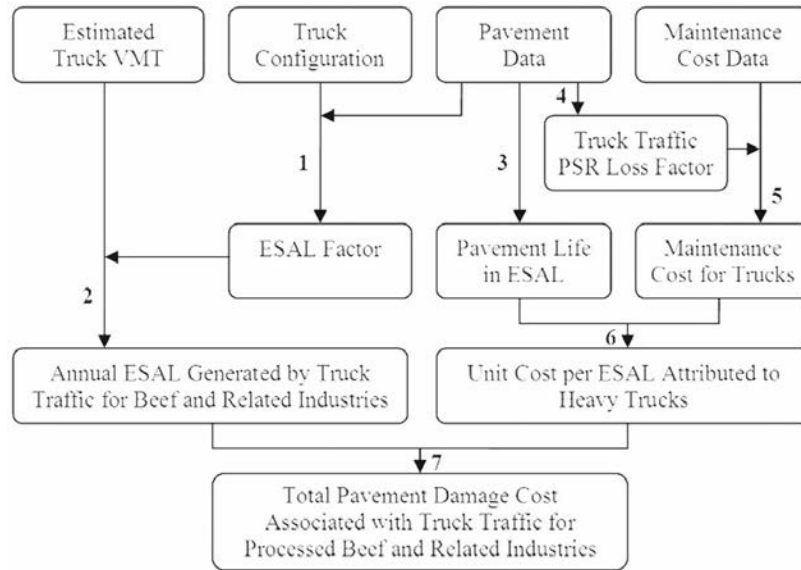 Estimated
Truck VMT
Truck
Configuration
Pavement
Data
Maintenance
Cost Data
4
Truck Traffic
PSR Loss Factor
1
3
5
ESAL Factor
Pavement Life
in ESAL
Maintenance
Cost for Trucks
2
6
Annual ESAL Generated by Truck
Traffic for Beef and Related Industries
Unit Cost per ESAL Attributed to
Heavy Trucks
7
Total Pavement Damage Cost
Associated with Truck Traffic for
Processed Beef and Related Industries